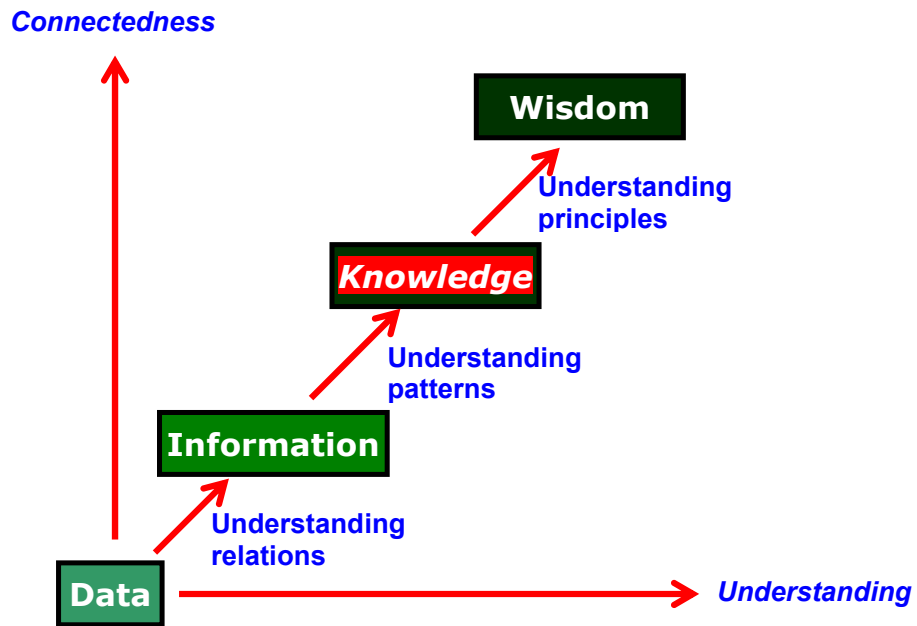 Connectedness
Wisdom
Understanding
principles
Knowledge
Understanding
patterns
Information
Understanding
relations
Data
Understanding